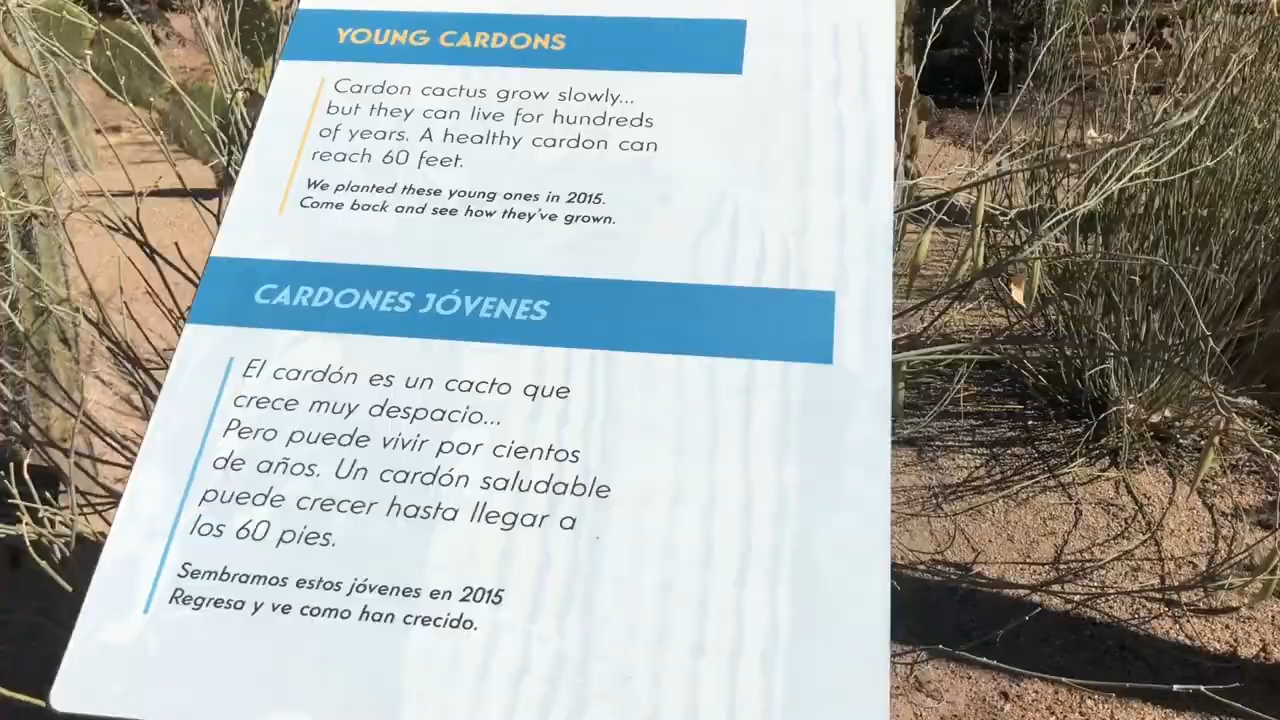 YOUNG CARDONS
Cardon cactus grow slowly...
but they can live for hundreds
of years. A healthy cardon can
reach 60 feet.
We planted these young ones in 2015.
Come back and see how they've grown.
CARDONES JÓVENES
El cardón es un cacto que
crece muy despacio...
Pero puede vivir por cientos
de años. Un cardón saludable
puede crecer hasta llegar a
los 60 pies.
Sembramos estos jóvenes en 2015
Regresa y ve como han crecido.